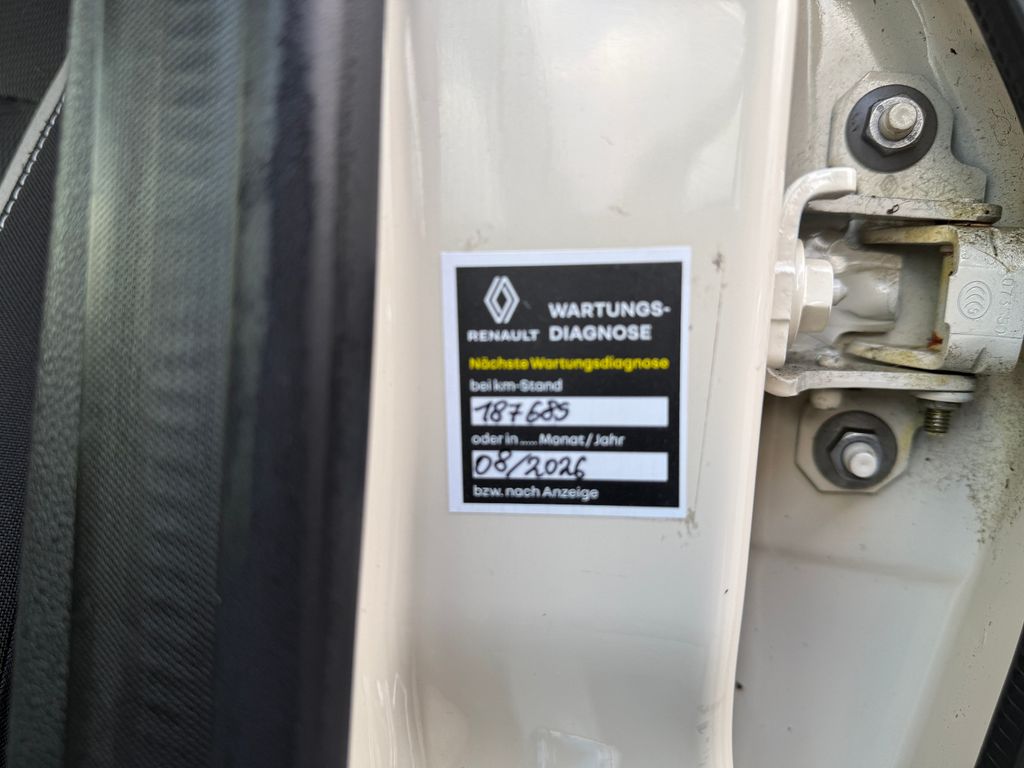 RENAULT
WARTUNGS-
DIAGNOSE
Nächste Wartungsdiagnose
bei km-Stand
187685
oder in ..... Monat/Jahr
08/2026
bzw. nach Anzeige